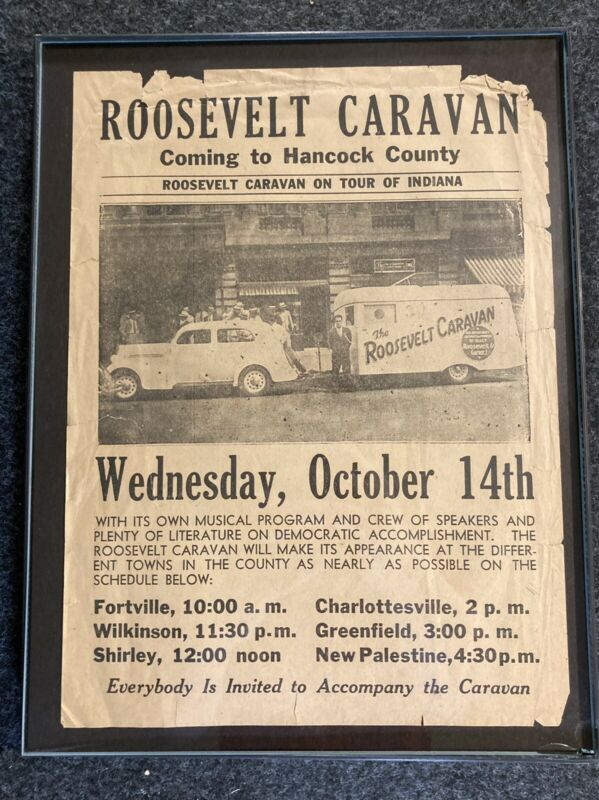 ROOSEVELT CARAVAN
Coming to Hancock County
ROOSEVELT CARAVAN ON TOUR OF INDIANA
The
ROOSEVELT CARAVAN
Wednesday, October 14th
WITH ITS OWN MUSICAL PROGRAM AND CREW OF SPEAKERS AND
PLENTY OF LITERATURE ON DEMOCRATIC ACCOMPLISHMENT. THE
ROOSEVELT CARAVAN WILL MAKE ITS APPEARANCE AT THE DIFFER-
ENT TOWNS IN THE COUNTY AS NEARLY AS POSSIBLE ON THE
SCHEDULE BELOW:
Fortville, 10:00 a. m.
Wilkinson, 11:30 p. m.
Shirley, 12:00 noon
Charlottesville, 2 p. m.
Greenfield, 3:00 p. m.
New Palestine, 4:30 p. m.
Everybody Is Invited to Accompany the Caravan